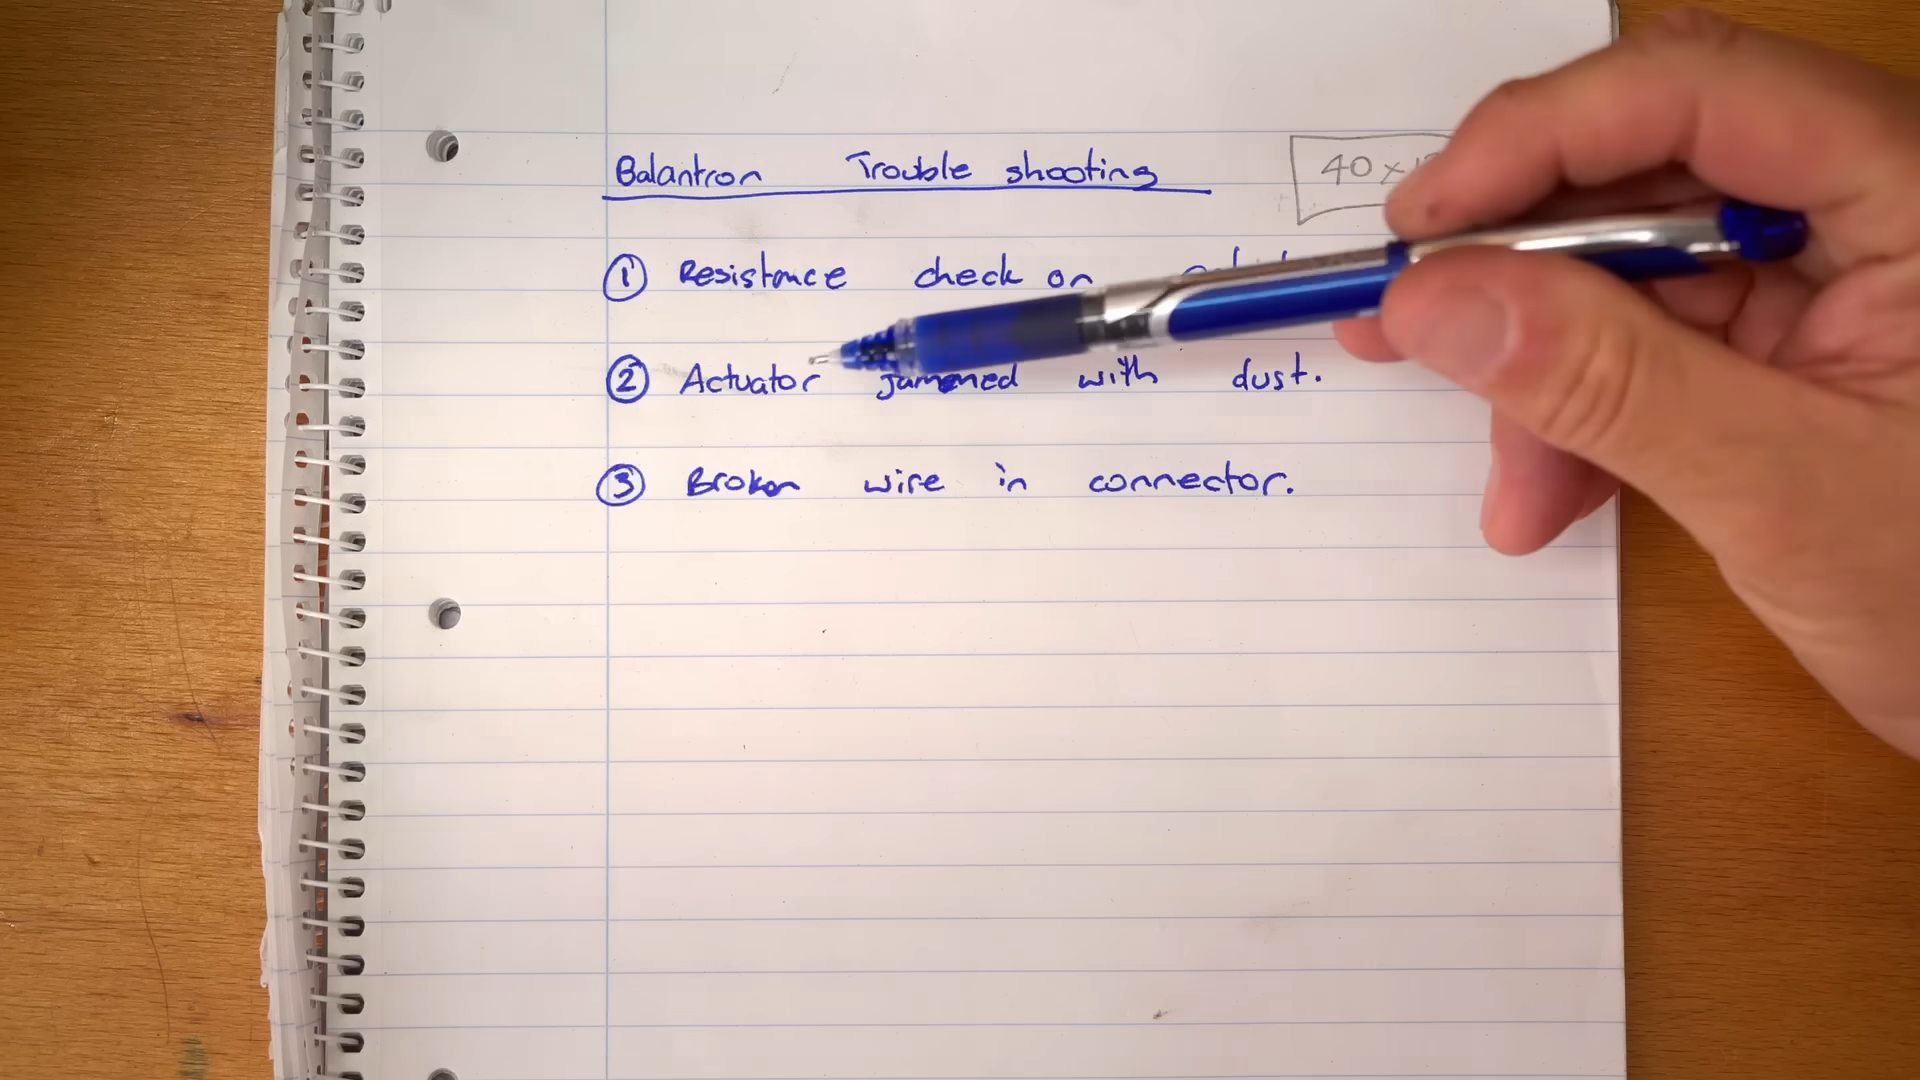 Balantron Trouble shooting
40 x
① Resistance check on
② Actuator jammed with dust.
③ Broken wire in connector.